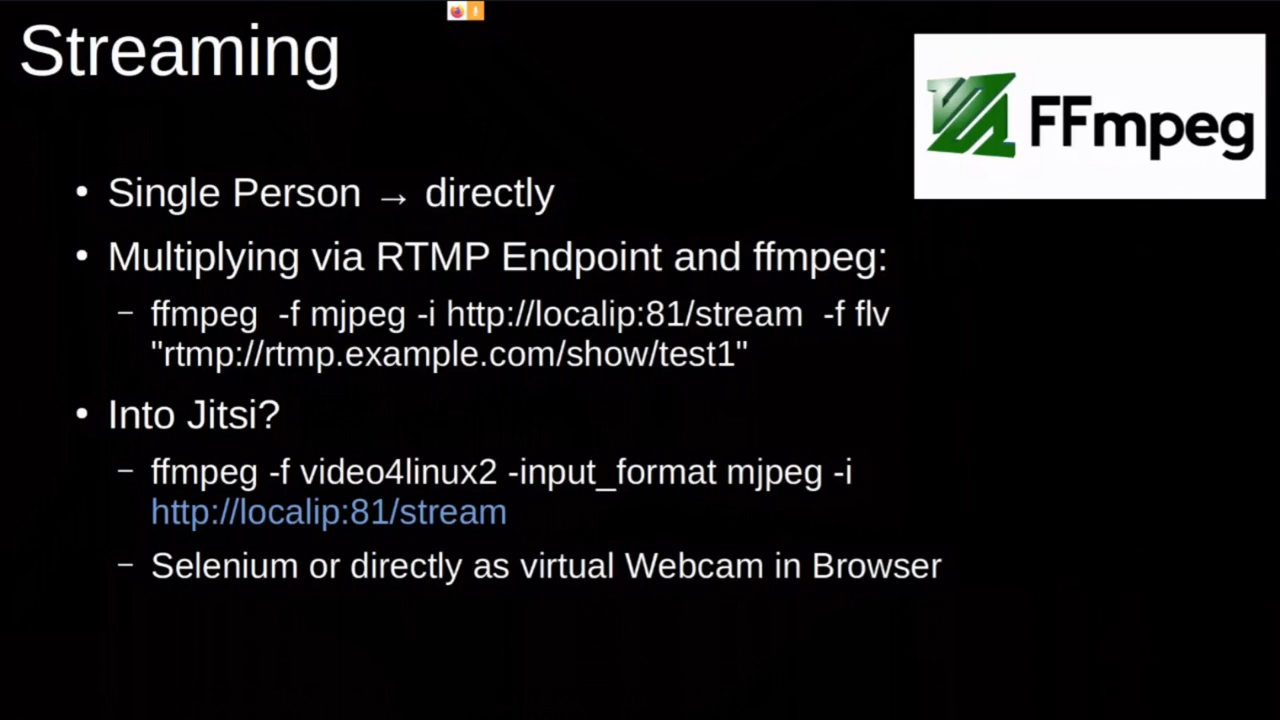 Streaming
FFmpeg
• Single Person → directly
• Multiplying via RTMP Endpoint and ffmpeg:
– ffmpeg  -f mjpeg -i http://localip:81/stream  -f flv
"rtmp://rtmp.example.com/show/test1"
• Into Jitsi?
– ffmpeg -f video4linux2 -input_format mjpeg -i
http://localip:81/stream
– Selenium or directly as virtual Webcam in Browser